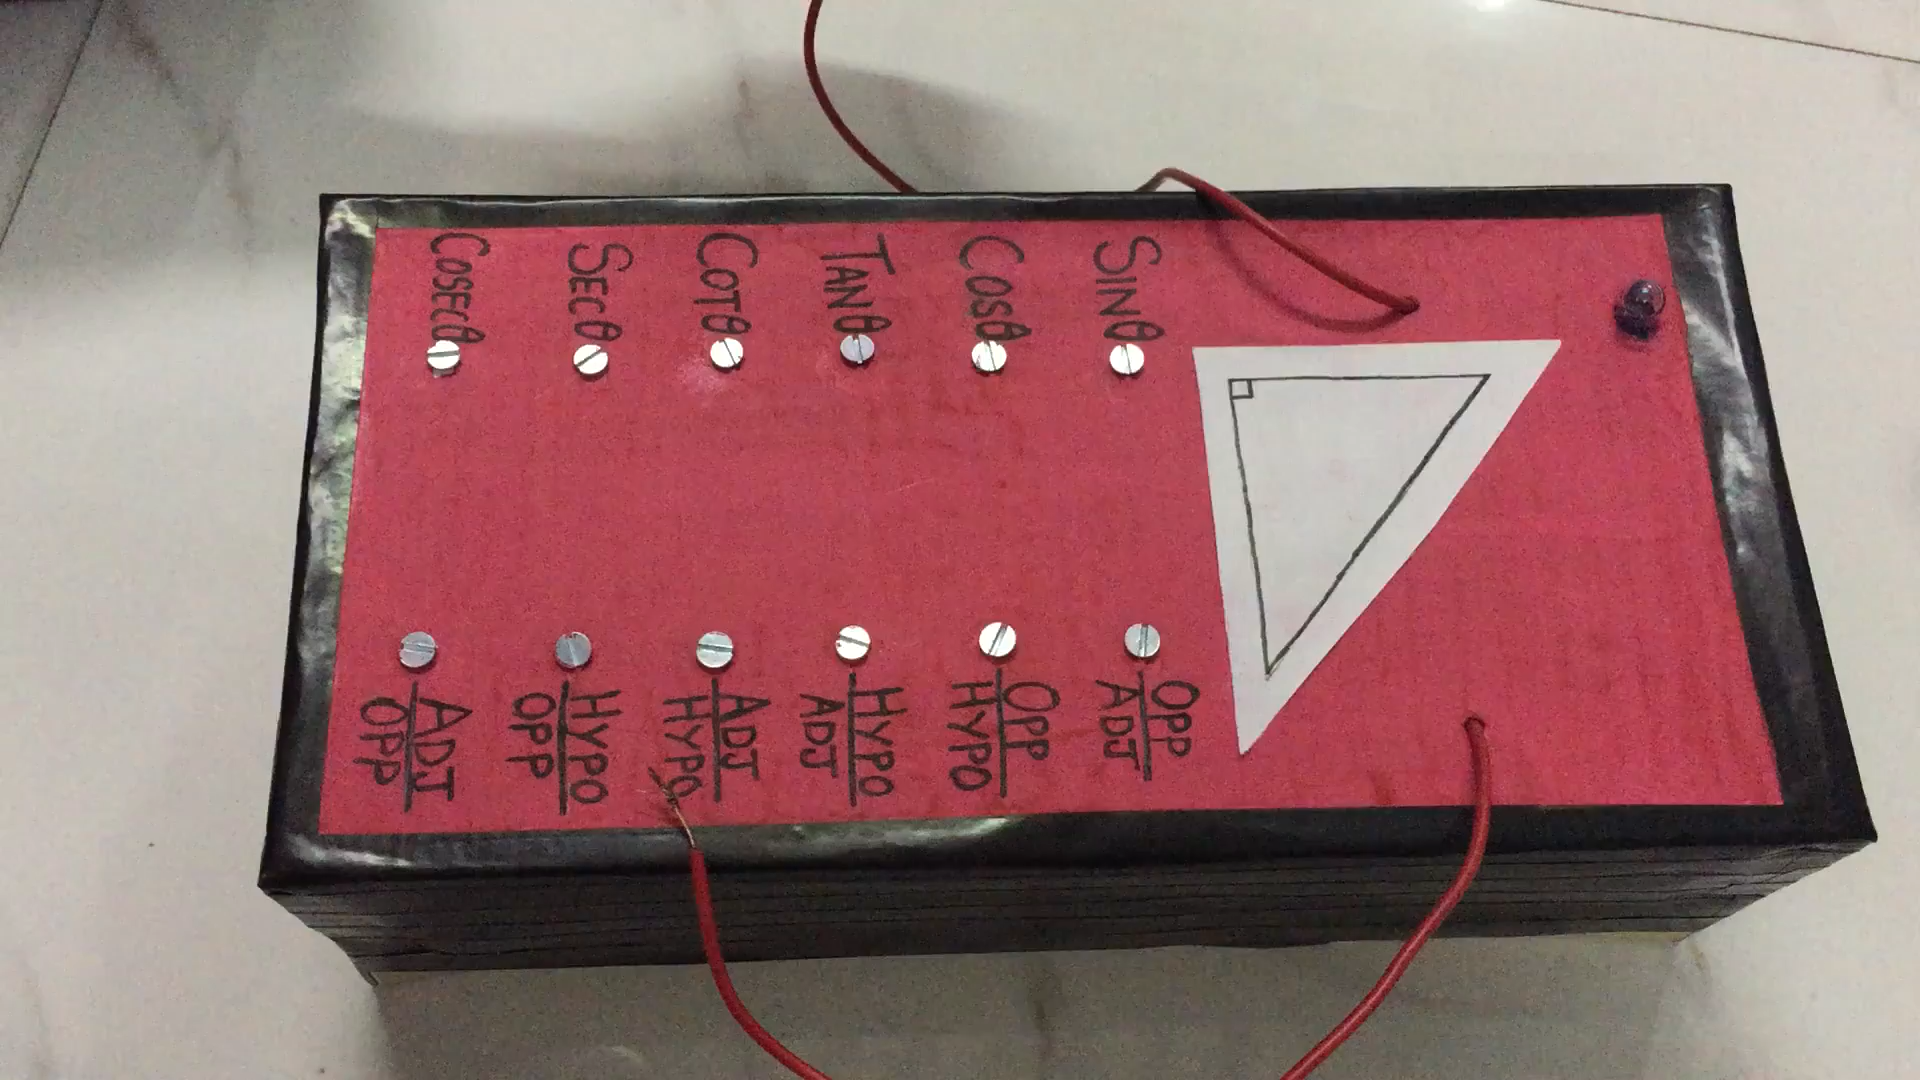 SINθ
OPP
ADJ
COSθ
OPP
HYPO
TANθ
HYPO
ADJ
COTθ
ADJ
HYPO
SECθ
HYPO
OPP
COSECθ
ADJ
OPP